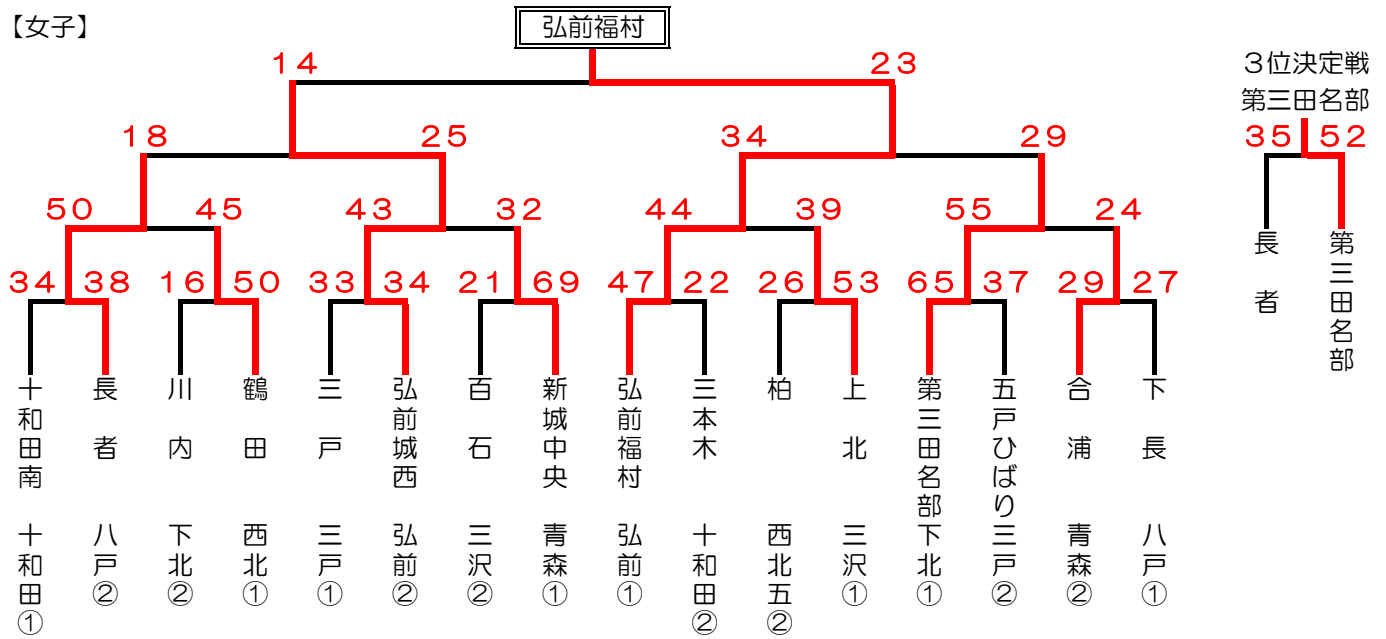 【女子】
弘前福村
14 23
3位決定戦
第三田名部
18 25 34 29
35 52
50 45 43 32 44 39 55 24
長者
第三田名部
34 38 16 50 33 34 21 69 47 22 26 53 65 37 29 27
十和田南 十和田①
長者 八戸②
川内 下北②
鶴田 西北①
三戸 三戸①
弘前城西 弘前②
百石 三沢②
新城中央 青森①
弘前福村 弘前①
三本木 十和田②
柏 西北五②
上北 三沢①
第三田名部 下北①
五戸ひばり 三戸②
合浦 青森②
下長 八戸①